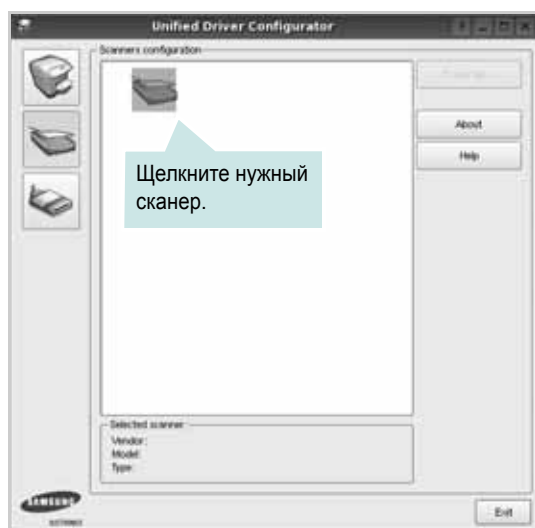 Unified Driver Configurator
Scanners configuration
About
Help
Щелкните нужный
сканер.
Selected scanner
Vendor:
Model:
Type:
SAMSUNG
Exit